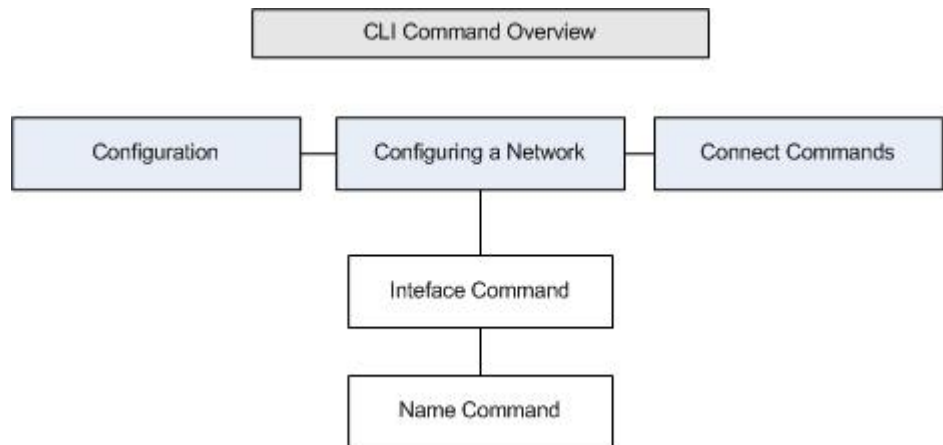 CLI Command Overview
Configuration
Configuring a Network
Connect Commands
Inteface Command
Name Command